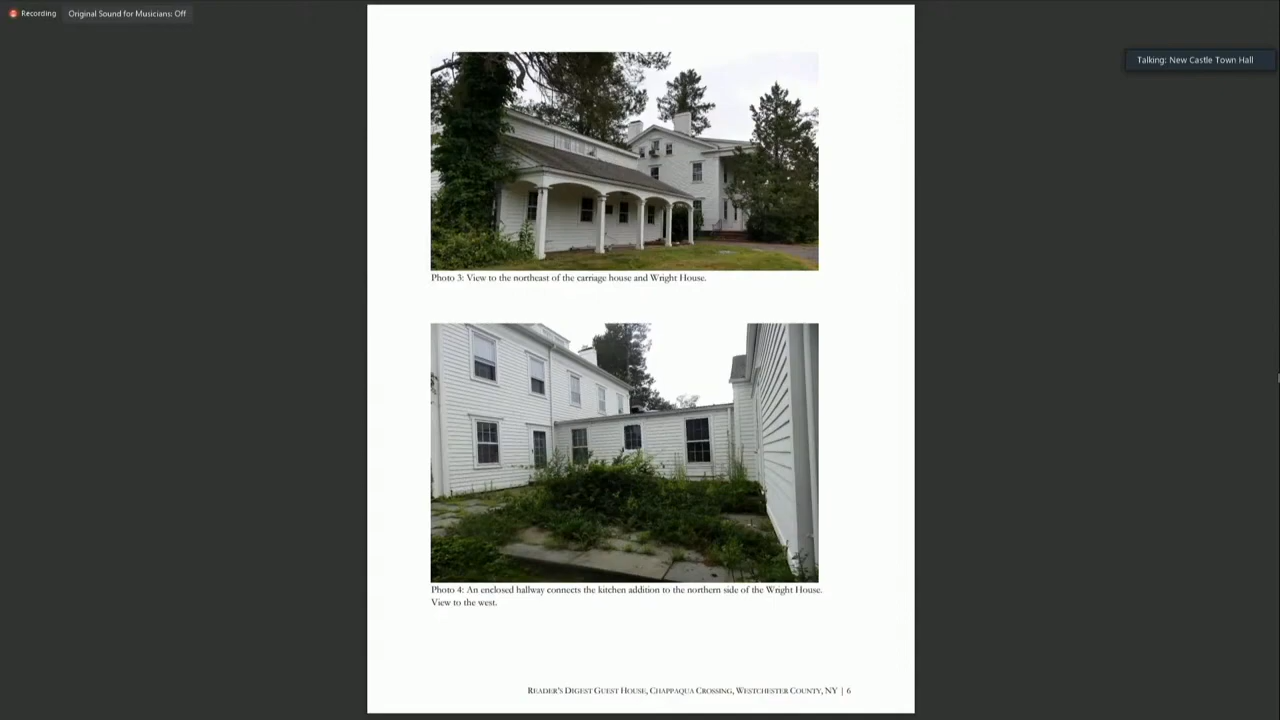 Recording
Original Sound for Musicians: Off
Talking: New Castle Town Hall
Photo 3: View to the northeast of the carriage house and Wright House.
Photo 4: An enclosed hallway connects the kitchen addition to the northern side of the Wright House.
View to the west.
READER'S DIGEST GUEST HOUSE, CHAPPAQUA CROSSING, WESTCHESTER COUNTY, NY | 6